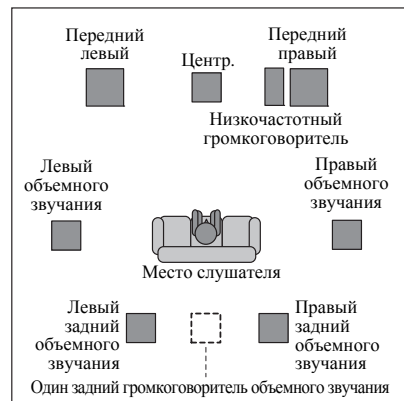 Передний
левый
Центр.
Передний
правый
Низкочастотный
громкоговоритель
Левый
объемного
звучания
Правый
объемного
звучания
Место слушателя
Левый
задний
объемного
звучания
Правый
задний
объемного
звучания
Один задний громкоговоритель объемного звучания